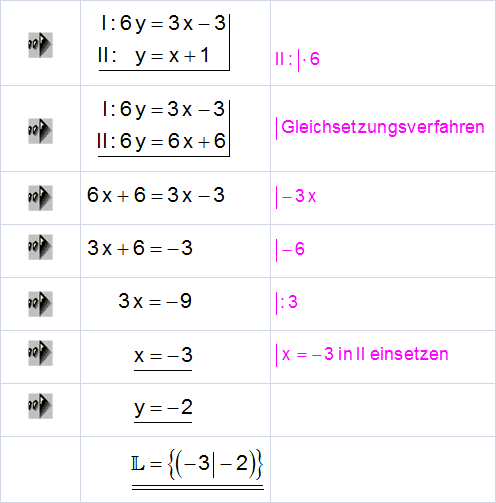 I: 6y = 3x − 3
II: y = x + 1
II: | · 6
I: 6y = 3x − 3
II: 6y = 6x + 6
| Gleichsetzungsverfahren
6x + 6 = 3x − 3
| − 3x
3x + 6 = −3
| − 6
3x = −9
| : 3
x = −3
| x = −3 in II einsetzen
y = −2
𝕃 = {(−3 | −2)}